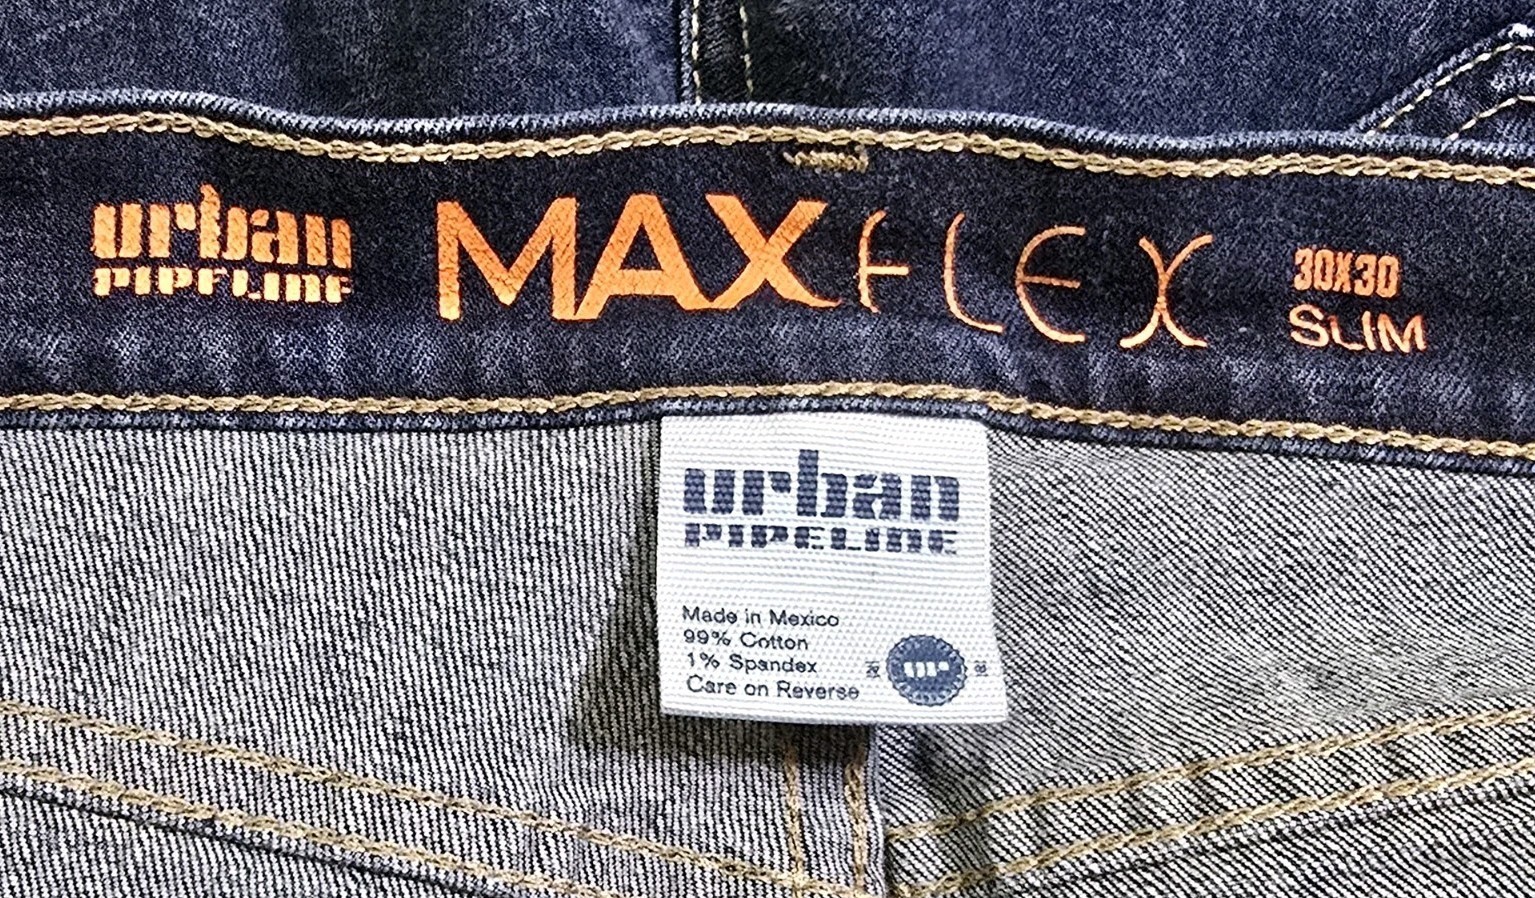 urban
PIPELINE
MAXFLEX
30X30
SLIM
urban
PIPELINE
Made in Mexico
99% Cotton
1% Spandex
Care on Reverse